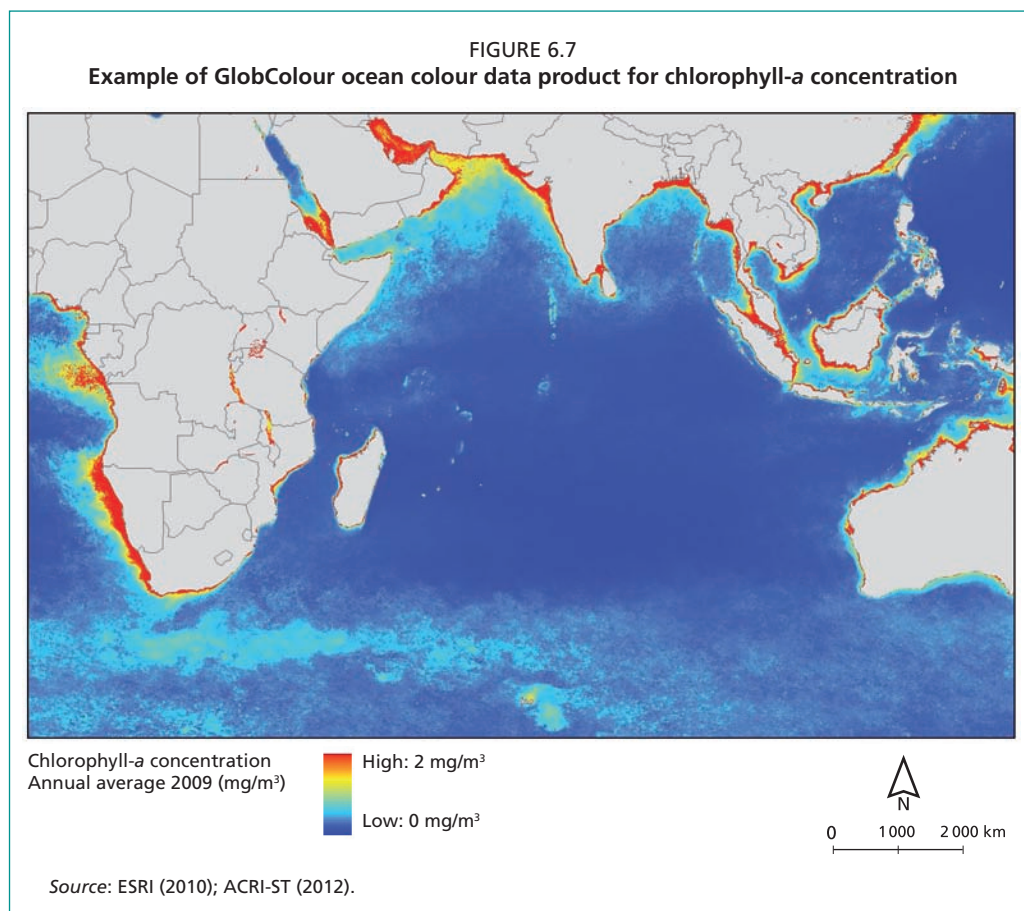 FIGURE 6.7
Example of GlobColour ocean colour data product for chlorophyll-a concentration
Chlorophyll-a concentration
Annual average 2009 (mg/m³)
High: 2 mg/m³
Low: 0 mg/m³
N
0 1 000 2 000 km
Source: ESRI (2010); ACRI-ST (2012).